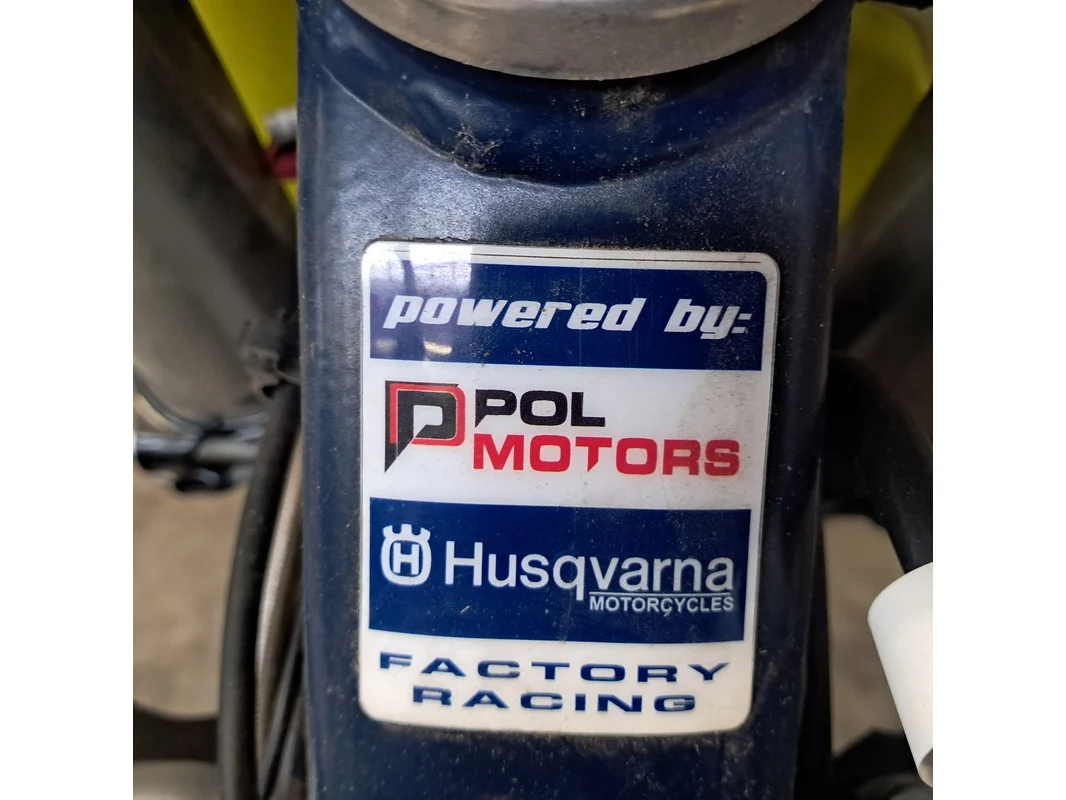 powered by:
POL
MOTORS
H Husqvarna
MOTORCYCLES
FACTORY
RACING